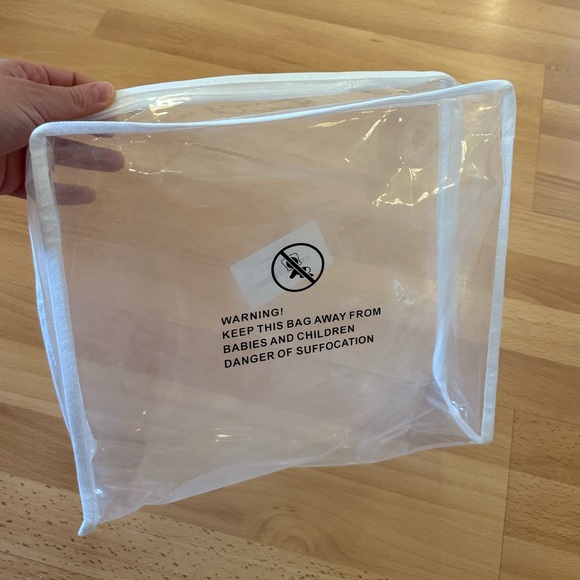 WARNING!
KEEP THIS BAG AWAY FROM
BABIES AND CHILDREN
DANGER OF SUFFOCATION